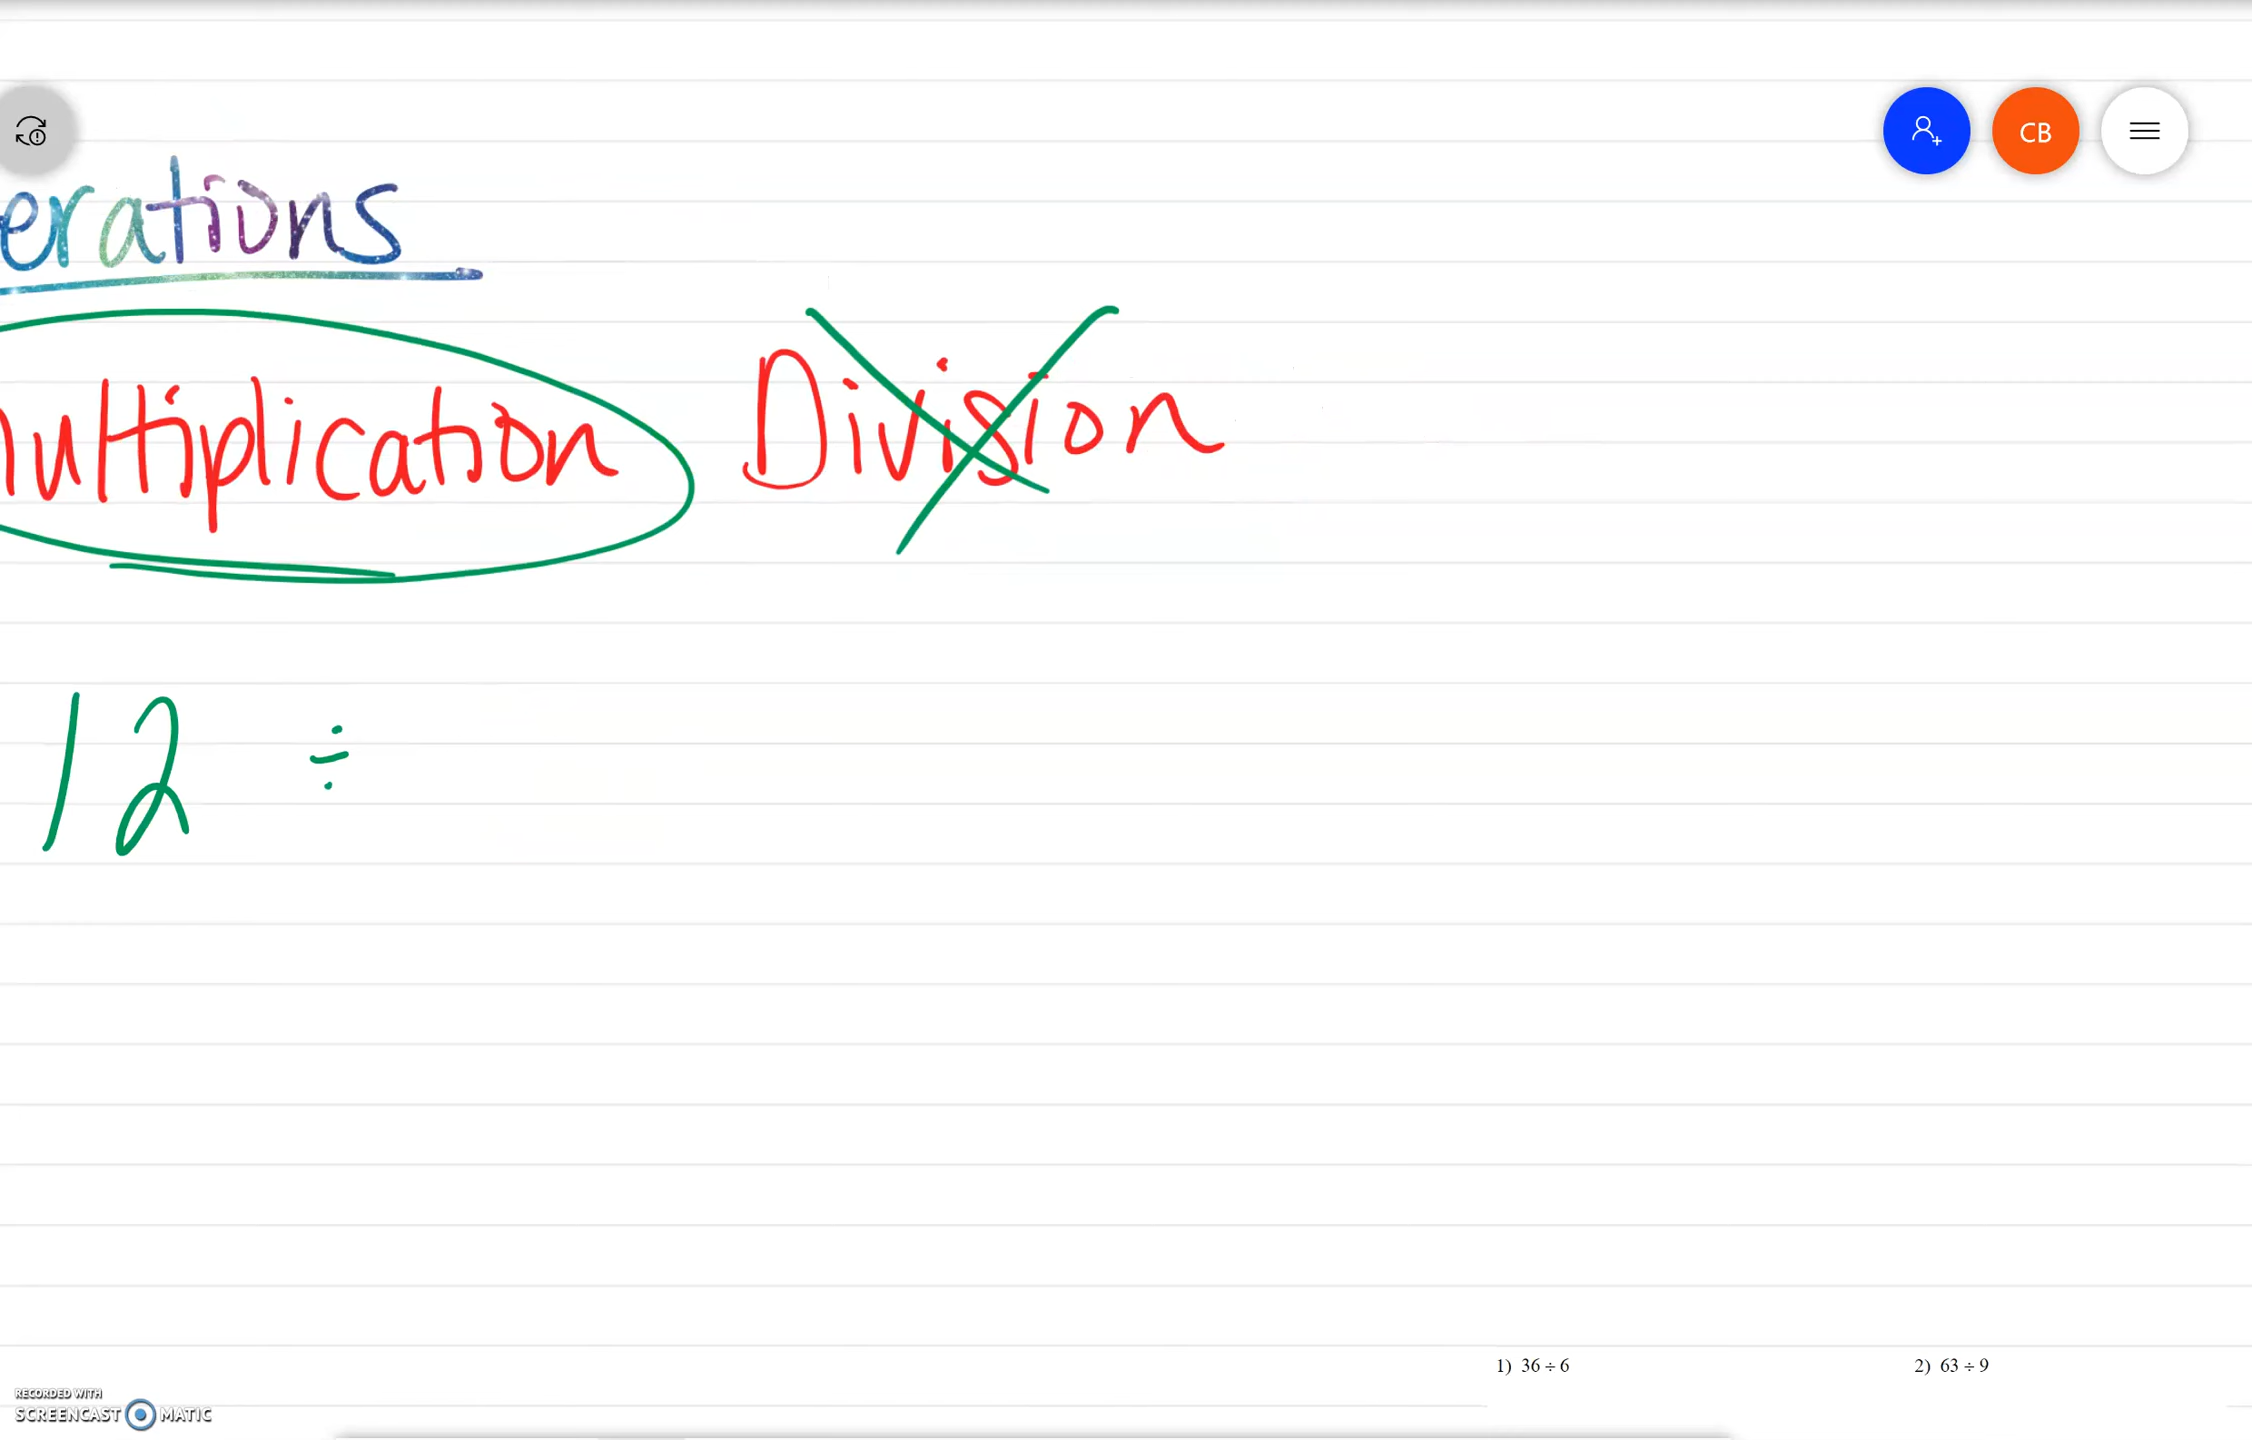 CB
erations
ultiplication Division
12 ÷
1) 36 ÷ 6 2) 63 ÷ 9
RECORDED WITH
SCREENCAST MATIC